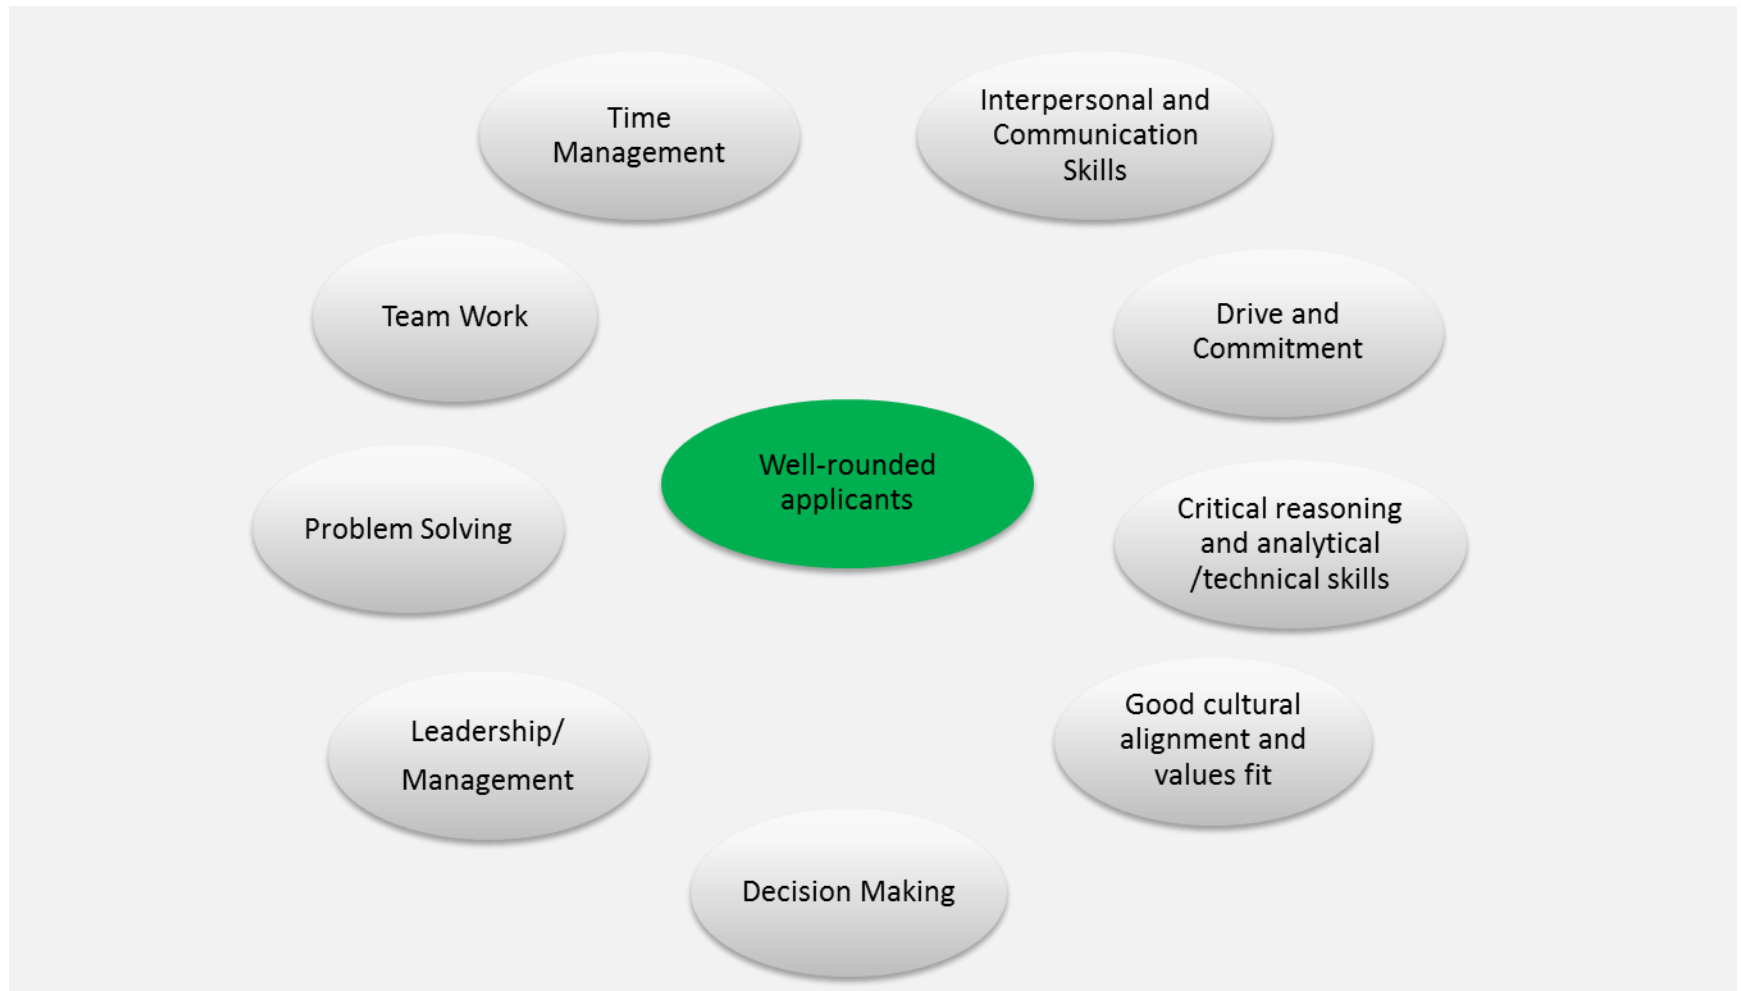 Time
Management
Interpersonal and
Communication
Skills
Team Work
Drive and
Commitment
Well-rounded
applicants
Problem Solving
Critical reasoning
and analytical
/technical skills
Leadership/
Management
Good cultural
alignment and
values fit
Decision Making